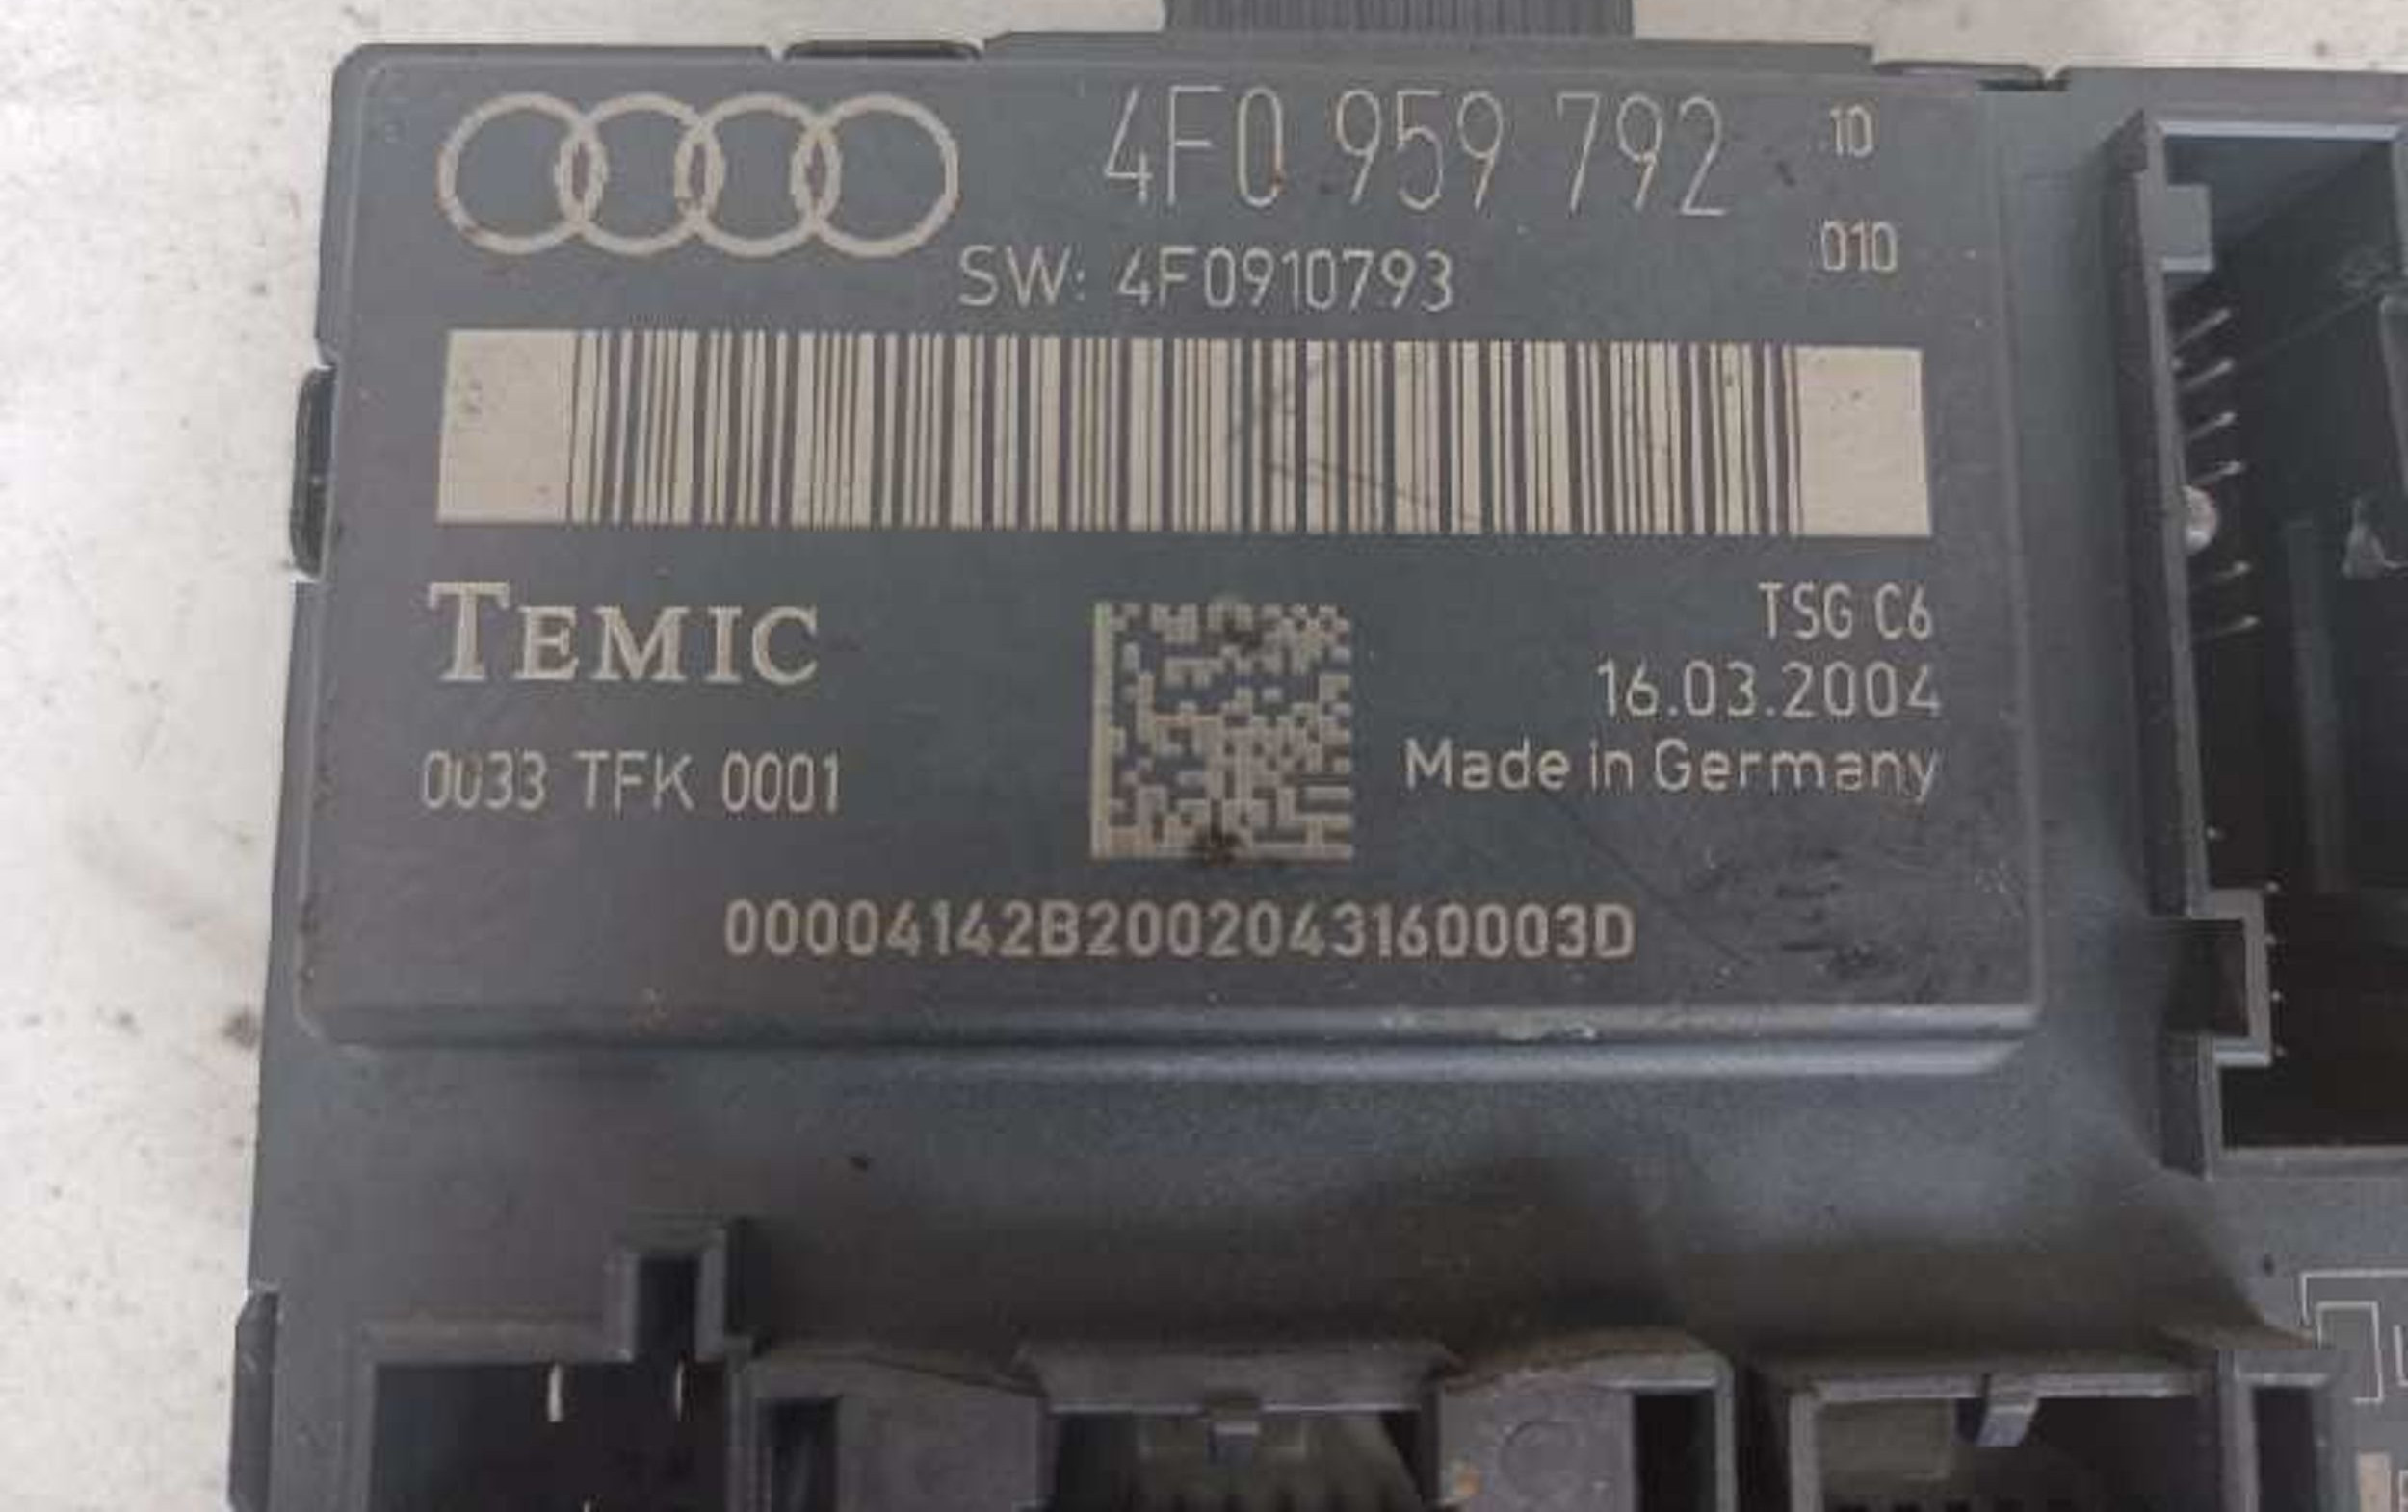 4F0 959 792 10
SW: 4F0910793 010
TEMIC
TSG C6
16.03.2004
0033 TFK 0001
Made in Germany
00004142B2002043160003D